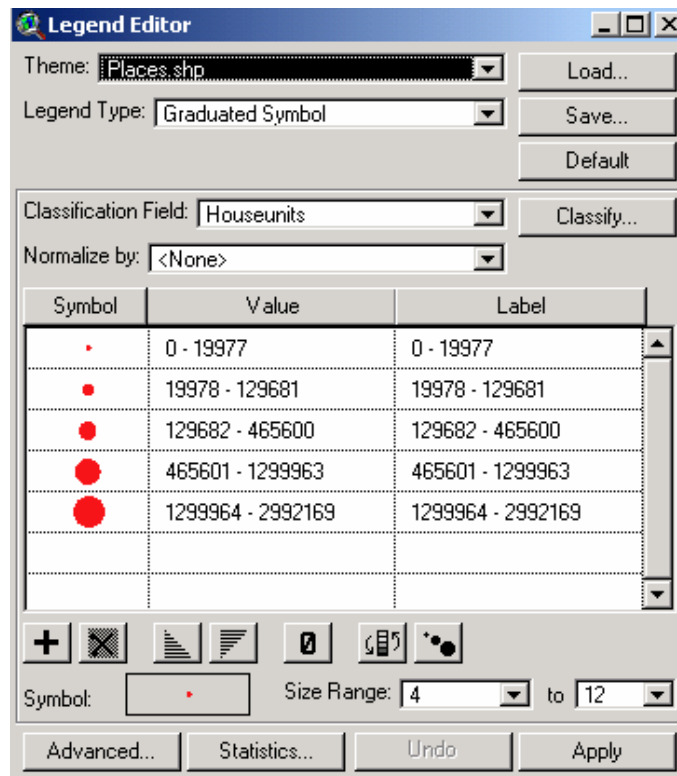 Legend Editor
Theme: Places.shp
Load...
Legend Type: Graduated Symbol
Save...
Default
Classification Field: Houseunits
Classify...
Normalize by: <None>
Symbol Value Label
0 - 19977 0 - 19977
19978 - 129681 19978 - 129681
129682 - 465600 129682 - 465600
465601 - 1299963 465601 - 1299963
1299964 - 2992169 1299964 - 2992169
0
Symbol: Size Range: 4 to 12
Advanced... Statistics... Undo Apply